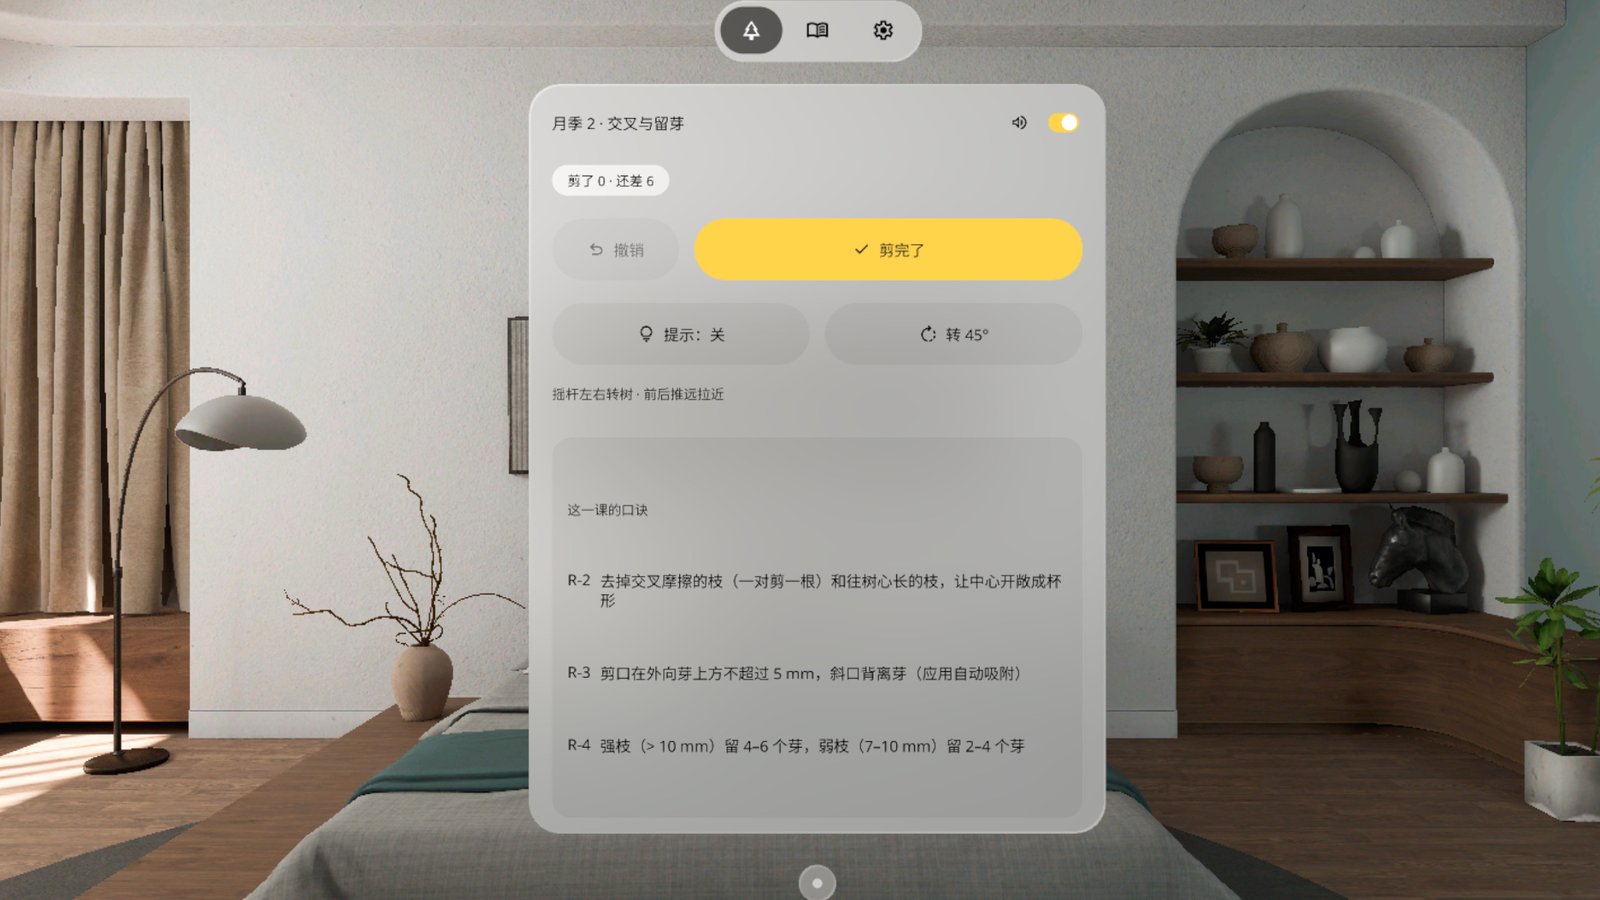 月季 2 · 交叉与留芽
剪了 0 · 还差 6
撤销
剪完了
提示：关
转 45°
摇杆左右转树 · 前后推远拉近
这一课的口诀
R-2 去掉交叉摩擦的枝（一对剪一根）和往树心长的枝，让中心开敞成杯
形
R-3 剪口在外向芽上方不超过 5 mm，斜口背离芽（应用自动吸附）
R-4 强枝（> 10 mm）留 4–6 个芽，弱枝（7–10 mm）留 2–4 个芽